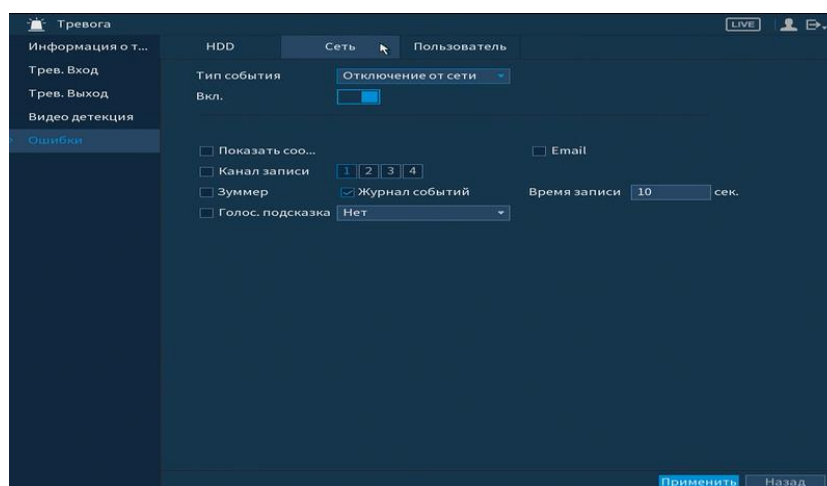 Тревога
LIVE
Информация о т...
Трев. Вход
Трев. Выход
Видео детекция
Ошибки
HDD Сеть Пользователь
Тип события Отключение от сети
Вкл.
Показать соо... Email
Канал записи 1 2 3 4
Зуммер Журнал событий Время записи 10 сек.
Голос. подсказка Нет
Применить Назад